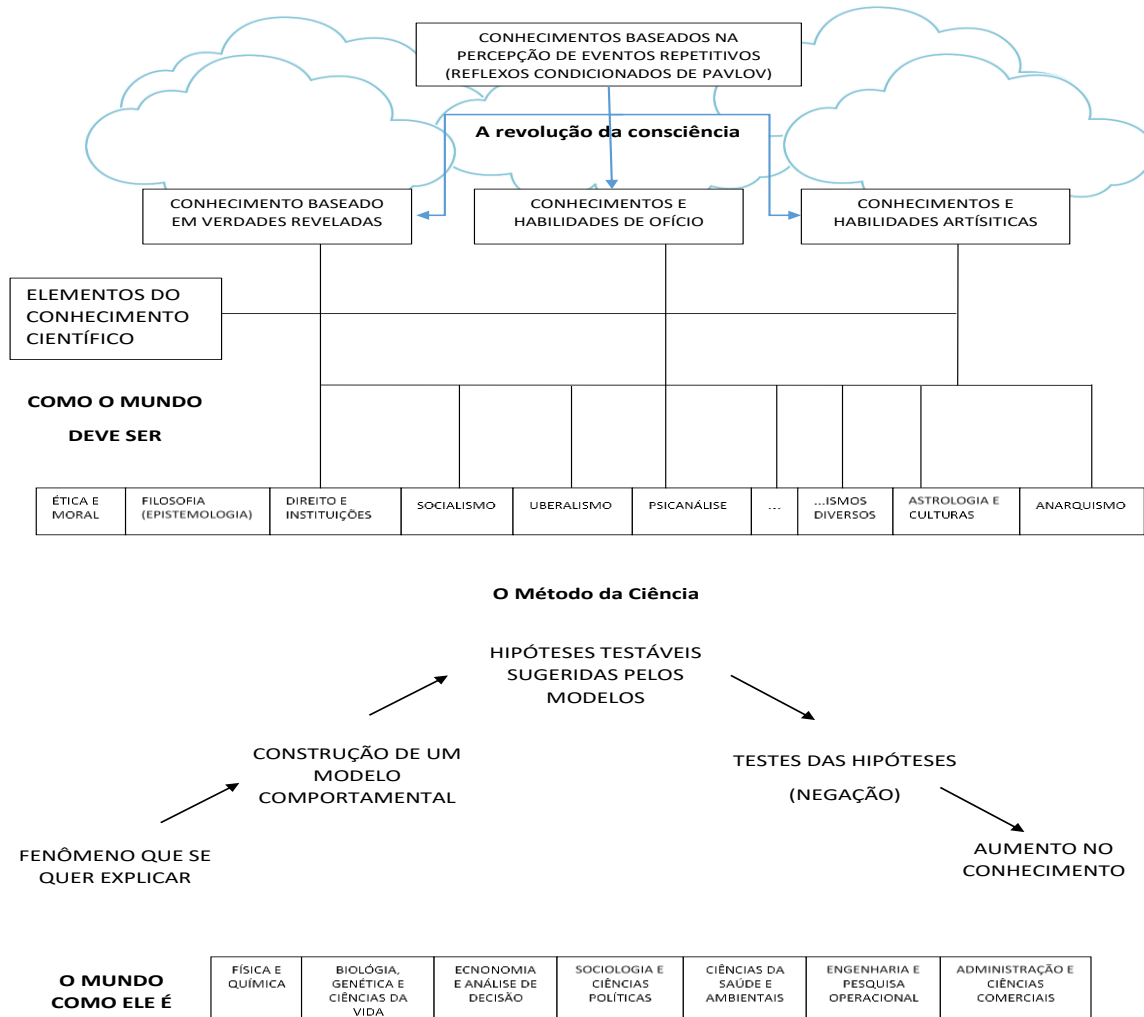 CONHECIMENTOS BASEADOS NA
PERCEPÇÃO DE EVENTOS REPETITIVOS
(REFLEXOS CONDICIONADOS DE PAVLOV)
A revolução da consciência
CONHECIMENTO BASEADO
EM VERDADES REVELADAS
CONHECIMENTOS E
HABILIDADES DE OFÍCIO
CONHECIMENTOS E
HABILIDADES ARTÍSITICAS
ELEMENTOS DO
CONHECIMENTO
CIENTÍFICO
COMO O MUNDO
DEVE SER
ÉTICA E
MORAL
FILOSOFIA
(EPISTEMOLOGIA)
DIREITO E
INSTITUIÇÕES
SOCIALISMO
UBERALISMO
PSICANÁLISE
...
...ISMOS
DIVERSOS
ASTROLOGIA E
CULTURAS
ANARQUISMO
O Método da Ciência
HIPÓTESES TESTÁVEIS
SUGERIDAS PELOS
MODELOS
CONSTRUÇÃO DE UM
MODELO
COMPORTAMENTAL
TESTES DAS HIPÓTESES
(NEGAÇÃO)
FENÔMENO QUE SE
QUER EXPLICAR
AUMENTO NO
CONHECIMENTO
O MUNDO
COMO ELE É
FÍSICA E
QUÍMICA
BIOLÓGIA,
GENÉTICA E
CIÊNCIAS DA
VIDA
ECNONOMIA
E ANÁLISE DE
DECISÃO
SOCIOLOGIA E
CIÊNCIAS
POLÍTICAS
CIÊNCIAS DA
SAÚDE E
AMBIENTAIS
ENGENHARIA E
PESQUISA
OPERACIONAL
ADMINISTRAÇÃO E
CIÊNCIAS
COMERCIAIS